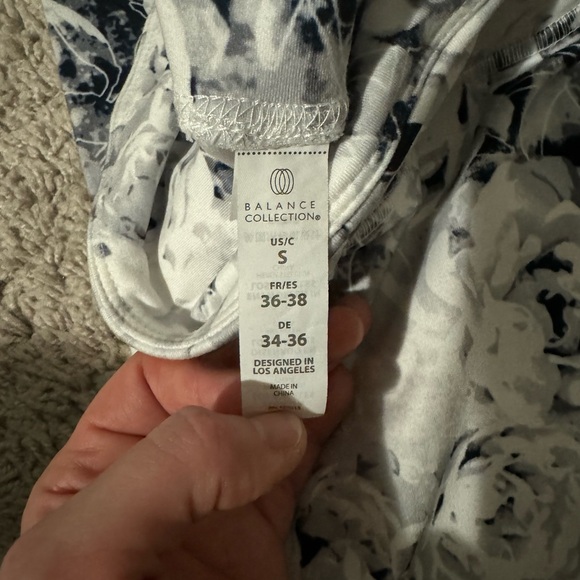 BALANCE
COLLECTION®
US/C
S
FR/ES
36-38
DE
34-36
DESIGNED IN
LOS ANGELES
MADE IN
CHINA